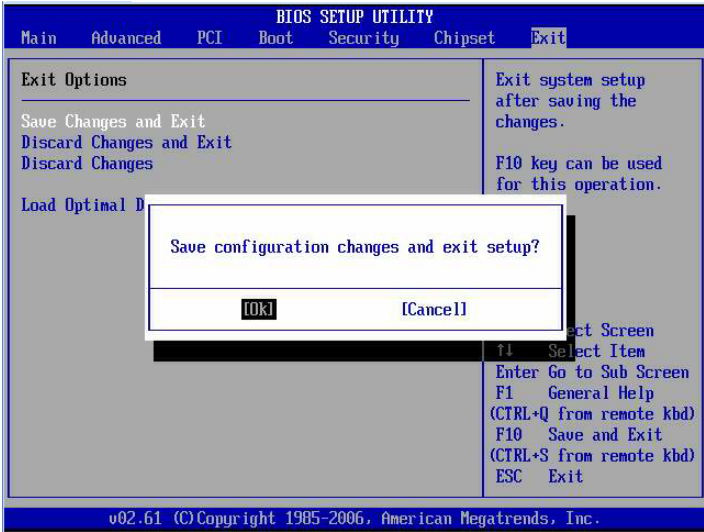 BIOS SETUP UTILITY
Main Advanced PCI Boot Security Chipset Exit
Exit Options
Save Changes and Exit
Discard Changes and Exit
Discard Changes
Load Optimal D
Save configuration changes and exit setup?
[Ok] [Cancel]
Exit system setup
after saving the
changes.
F10 key can be used
for this operation.
ect Screen
↑↓ Select Item
Enter Go to Sub Screen
F1 General Help
(CTRL+Q from remote kbd)
F10 Save and Exit
(CTRL+S from remote kbd)
ESC Exit
v02.61 (C)Copyright 1985-2006, American Megatrends, Inc.